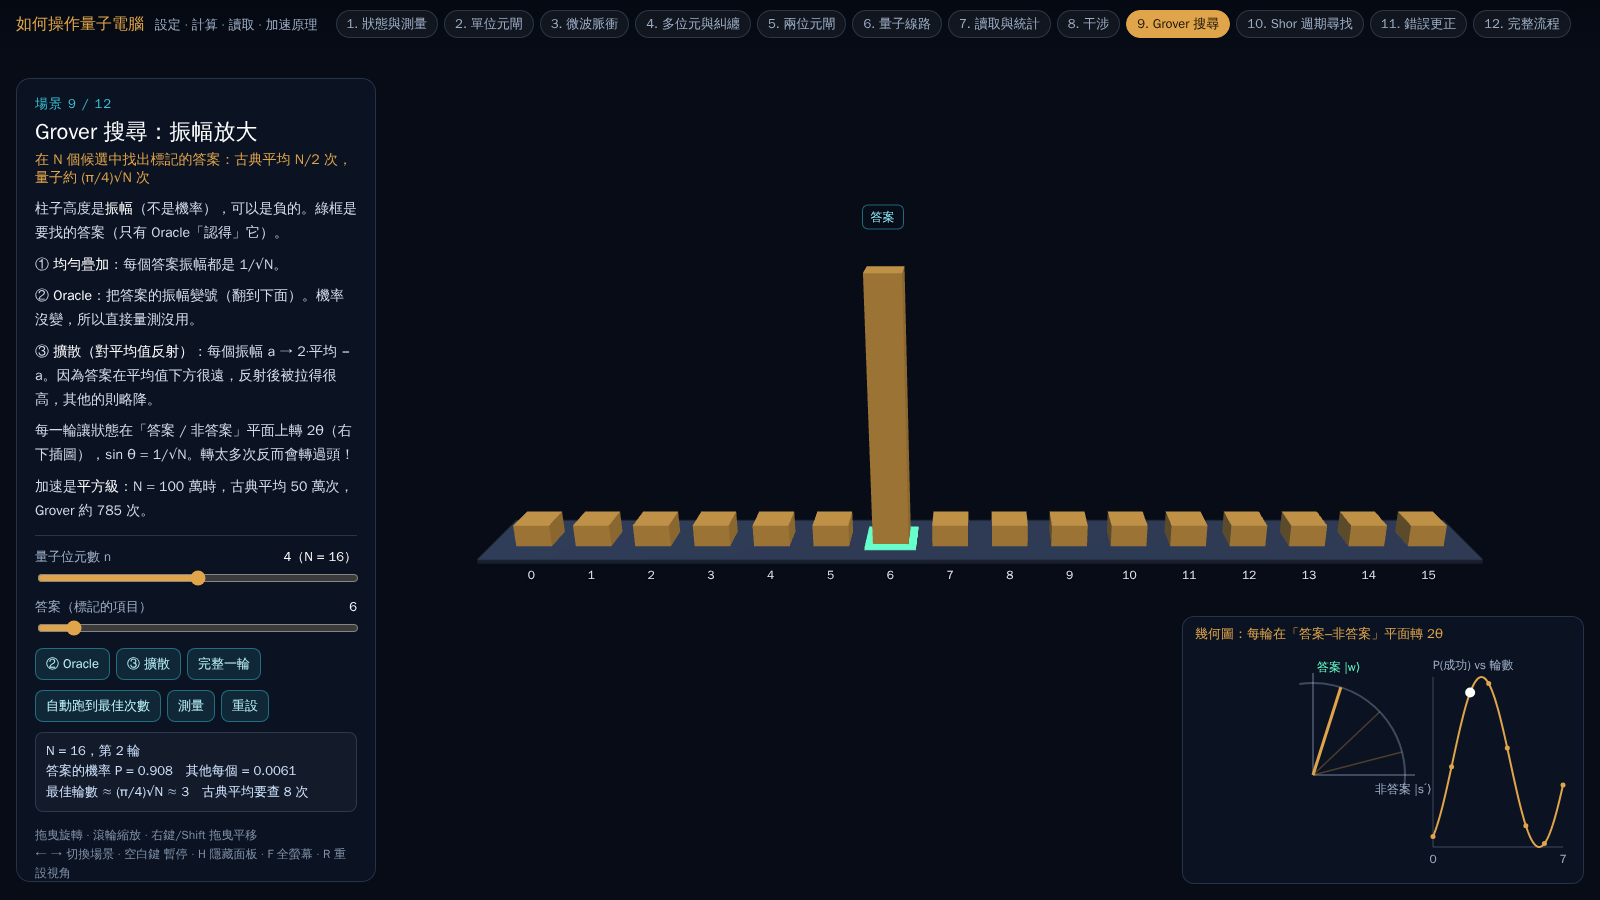 如何操作量子電腦 設定 · 計算 · 讀取 · 加速原理 1. 狀態與測量 2. 單位元閘 3. 微波脈衝 4. 多位元與糾纏 5. 兩位元閘 6. 量子線路 7. 讀取與統計 8. 干涉 9. Grover 搜尋 10. Shor 週期尋找 11. 錯誤更正 12. 完整流程
場景 9 / 12
Grover 搜尋：振幅放大
在 N 個候選中找出標記的答案：古典平均 N/2 次，
量子約 (π/4)√N 次
柱子高度是振幅（不是機率），可以是負的。綠框是
要找的答案（只有 Oracle「認得」它）。
① 均勻疊加：每個答案振幅都是 1/√N。
② Oracle：把答案的振幅變號（翻到下面）。機率
沒變，所以直接量測沒用。
③ 擴散（對平均值反射）：每個振幅 a → 2·平均 −
a。因為答案在平均值下方很遠，反射後被拉得很
高，其他的則略降。
每一輪讓狀態在「答案 / 非答案」平面上轉 2θ（右
下插圖），sin θ = 1/√N。轉太多次反而會轉過頭！
加速是平方級：N = 100 萬時，古典平均 50 萬次，
Grover 約 785 次。
量子位元數 n 4（N = 16）
答案（標記的項目） 6
② Oracle ③ 擴散 完整一輪
自動跑到最佳次數 測量 重設
N = 16，第 2 輪
答案的機率 P = 0.908 其他每個 = 0.0061
最佳輪數 ≈ (π/4)√N ≈ 3 古典平均要查 8 次
拖曳旋轉 · 滾輪縮放 · 右鍵/Shift 拖曳平移
← → 切換場景 · 空白鍵 暫停 · H 隱藏面板 · F 全螢幕 · R 重
設視角
答案
0 1 2 3 4 5 6 7 8 9 10 11 12 13 14 15
幾何圖：每輪在「答案–非答案」平面轉 2θ
答案 |w⟩
P(成功) vs 輪數
非答案 |s′⟩
0 7